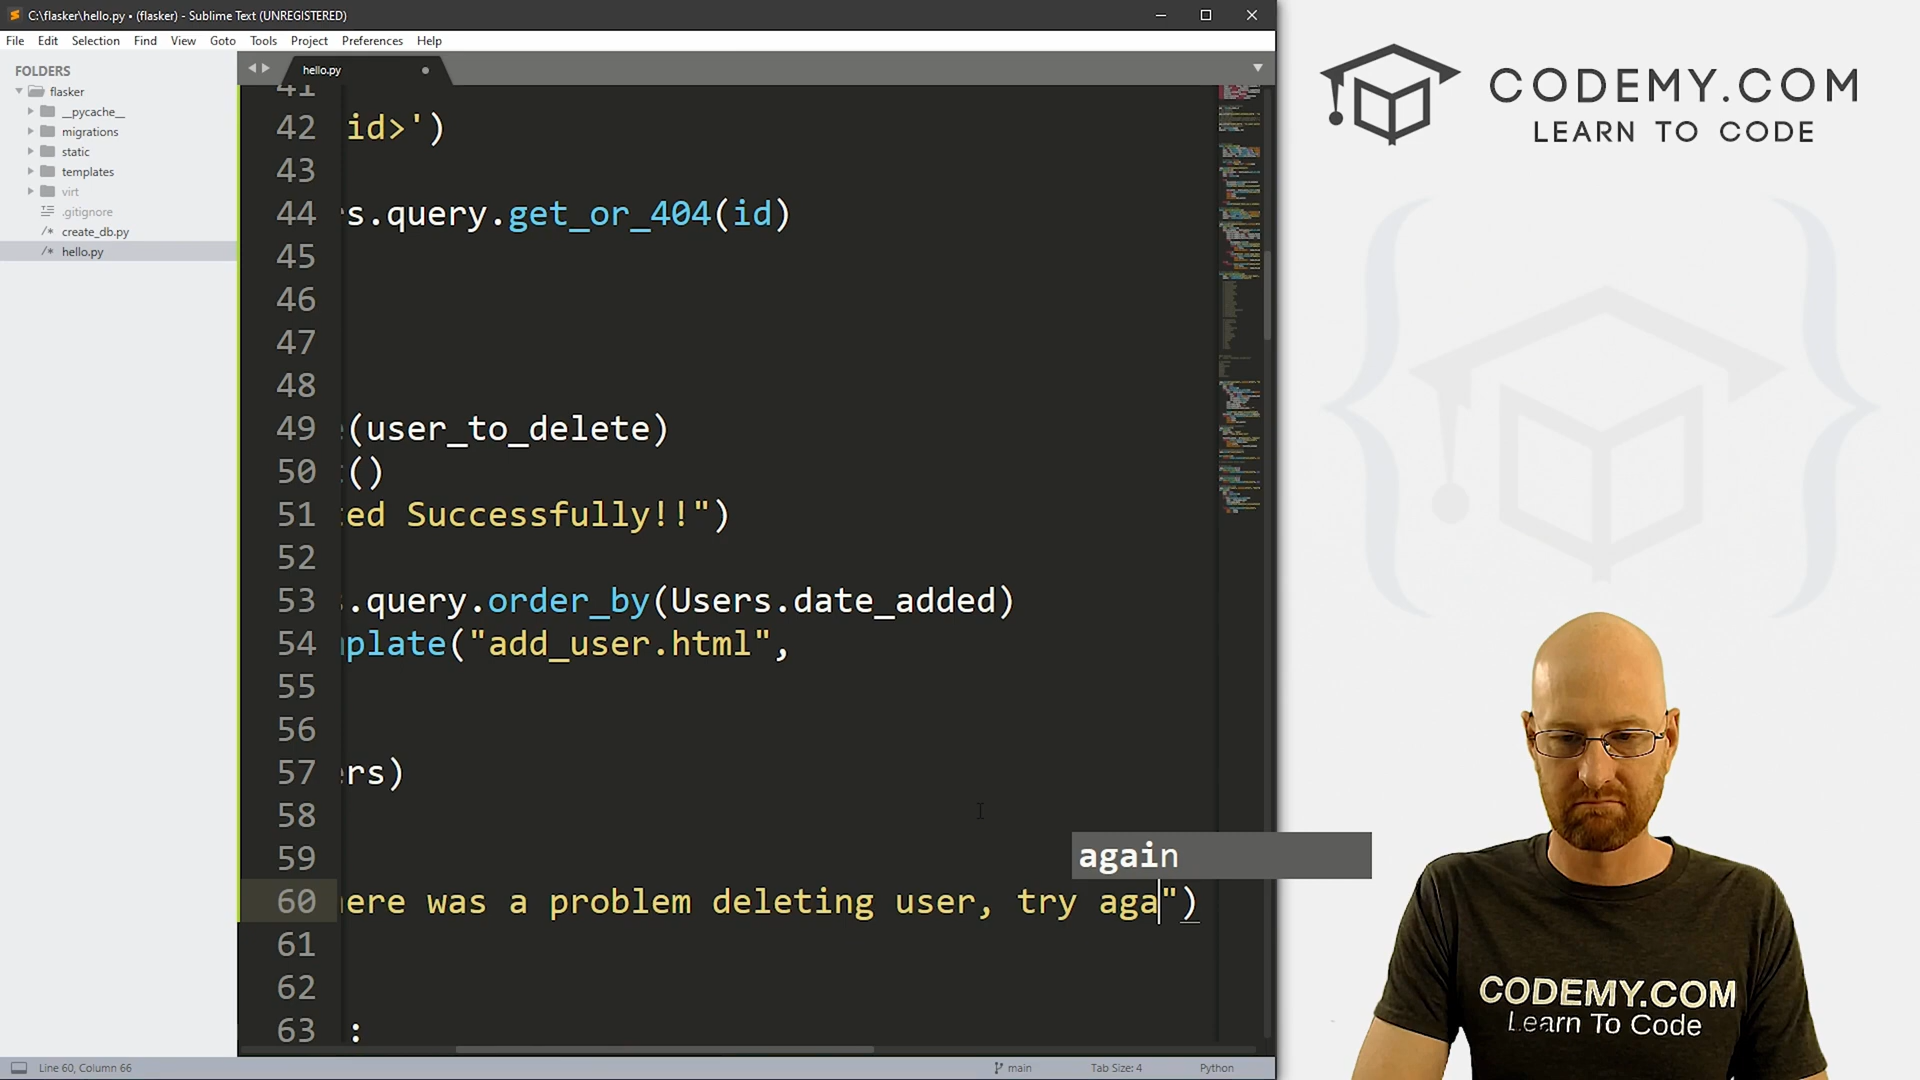 C:\flasker\hello.py • (flasker) - Sublime Text (UNREGISTERED)
File Edit Selection Find View Goto Tools Project Preferences Help
FOLDERS
flasker
__pycache__
migrations
static
templates
virt
.gitignore
create_db.py
hello.py
hello.py
41
42 id>')
43
44 s.query.get_or_404(id)
45
46
47
48
49 (user_to_delete)
50 ()
51 ted Successfully!!")
52
53 .query.order_by(Users.date_added)
54 plate("add_user.html",
55
56
57 ers)
58
again
59
60 ere was a problem deleting user, try aga")
61
62
63 :
Line 60, Column 66
main
Tab Size: 4
Python
CODEMY.COM
LEARN TO CODE
CODEMY.COM
Learn To Code